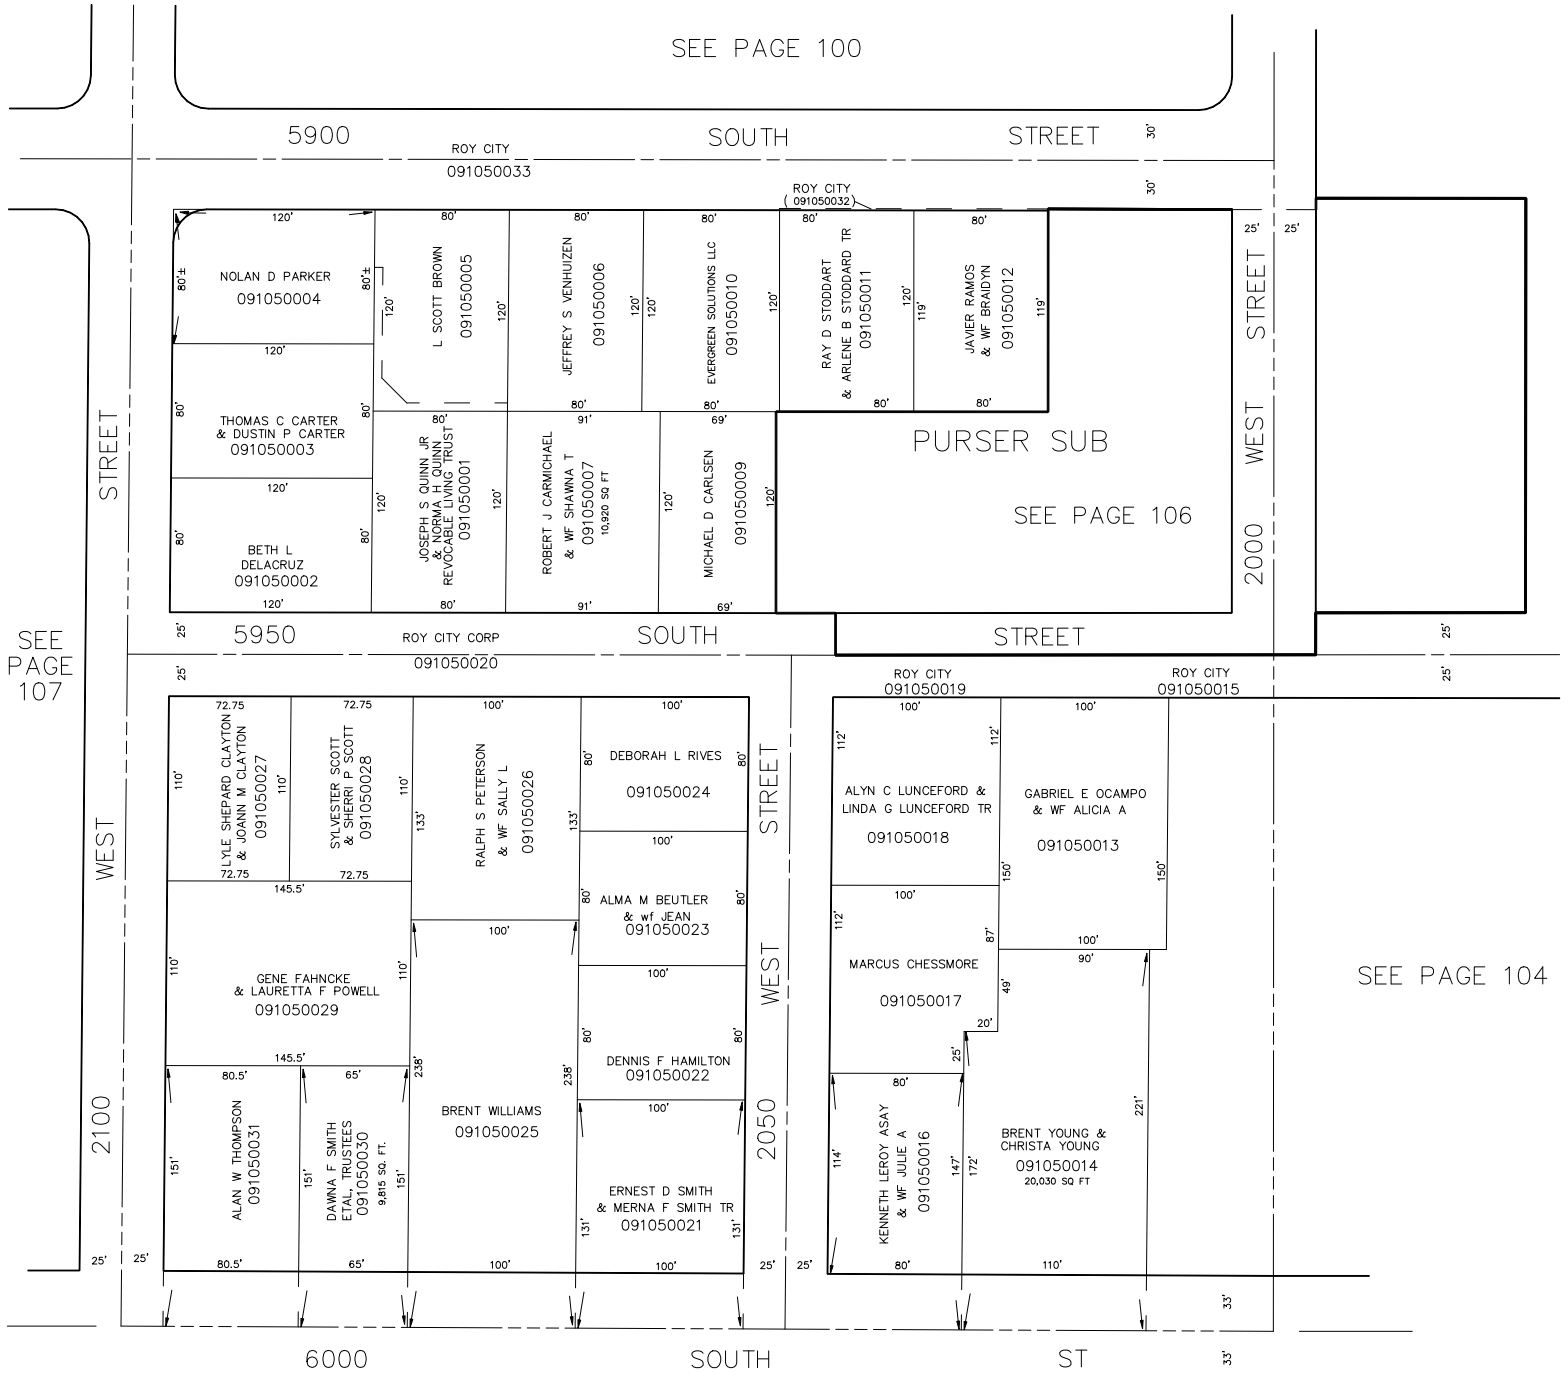 SEE PAGE 100
5900 SOUTH STREET
30'
ROY CITY
091050033
30'
ROY CITY
( 091050032)
120'
80'
80'
80'
80'
80'
25' 25'
80'±
NOLAN D PARKER
091050004
80'±
120'
120'
L SCOTT BROWN
091050005
120'
JEFFREY S VENHUIZEN
091050006
120'
120'
EVERGREEN SOLUTIONS LLC
091050010
120'
RAY D STODDART
& ARLENE B STODDARD TR
091050011
120'
119'
JAVIER RAMOS
& WF BRAIDYN
091050012
119'
80'
80'
80'
80'
80'
THOMAS C CARTER
& DUSTIN P CARTER
091050003
80'
120'
80'
BETH L
DELACRUZ
091050002
80'
120'
80'
120'
JOSEPH S QUINN JR
& NORMA H QUINN
REVOCABLE LIVING TRUST
091050001
120'
80'
91'
ROBERT J CARMICHAEL
& WF SHAWNA T
091050007
10,920 SQ FT
91'
69'
120'
MICHAEL D CARLSEN
091050009
120'
69'
PURSER SUB
SEE PAGE 106
2000 WEST STREET
2100 WEST STREET
SEE
PAGE
107
25'
5950 SOUTH STREET
25'
ROY CITY CORP
091050020
25'
25'
ROY CITY
091050019
ROY CITY
091050015
72.75
110'
LYLE SHEPARD CLAYTON
& JOANN M CLAYTON
091050027
110'
72.75
72.75
SYLVESTER SCOTT
& SHERRI P SCOTT
091050028
110'
72.75
100'
133'
RALPH S PETERSON
& WF SALLY L
091050026
133'
100'
100'
80'
DEBORAH L RIVES
091050024
80'
100'
80'
ALMA M BEUTLER
& wf JEAN
091050023
80'
100'
80'
DENNIS F HAMILTON
091050022
80'
100'
145.5'
110'
GENE FAHNCKE
& LAURETTA F POWELL
091050029
110'
145.5'
80.5'
151'
ALAN W THOMPSON
091050031
80.5'
65'
151'
DAWNA F SMITH
ETAL, TRUSTEES
091050030
9,815 SQ. FT.
151'
65'
238'
BRENT WILLIAMS
091050025
238'
100'
131'
ERNEST D SMITH
& MERNA F SMITH TR
091050021
131'
100'
2050 WEST STREET
100'
112'
ALYN C LUNCEFORD &
LINDA G LUNCEFORD TR
091050018
112'
100'
100'
GABRIEL E OCAMPO
& WF ALICIA A
091050013
150'
150'
100'
112'
MARCUS CHESSMORE
091050017
87'
49'
20'
25'
80'
114'
KENNETH LEROY ASAY
& WF JULIE A
091050016
147'
80'
90'
172'
BRENT YOUNG &
CHRISTA YOUNG
091050014
20,030 SQ FT
221'
110'
SEE PAGE 104
25' 25'
25' 25'
33'
6000 SOUTH ST
33'